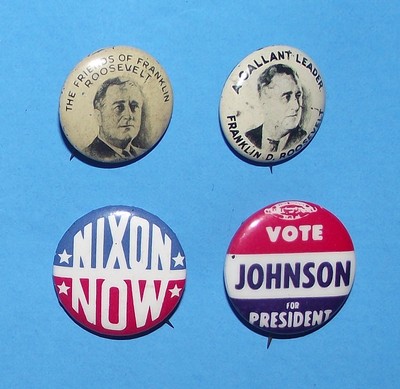 THE FRIENDS OF FRANKLIN
ROOSEVELT
A GALLANT LEADER
FRANKLIN D. ROOSEVELT
NIXON
NOW
VOTE
JOHNSON
FOR
PRESIDENT